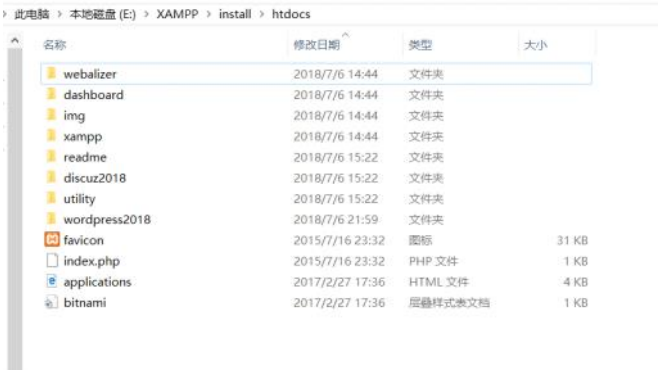 此电脑 > 本地磁盘 (E:) > XAMPP > install > htdocs
名称 修改日期 类型 大小
webalizer 2018/7/6 14:44 文件夹
dashboard 2018/7/6 14:44 文件夹
img 2018/7/6 14:44 文件夹
xampp 2018/7/6 14:44 文件夹
readme 2018/7/6 15:22 文件夹
discuz2018 2018/7/6 15:22 文件夹
utility 2018/7/6 15:22 文件夹
wordpress2018 2018/7/6 21:59 文件夹
favicon 2015/7/16 23:32 图标 31 KB
index.php 2015/7/16 23:32 PHP 文件 1 KB
applications 2017/2/27 17:36 HTML 文件 4 KB
bitnami 2017/2/27 17:36 层叠样式表文档 1 KB